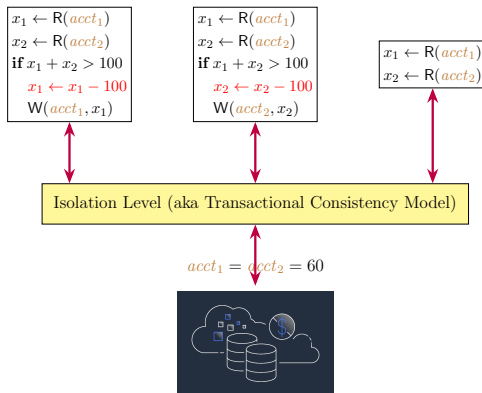 x₁ ← R(acct₁)
x₂ ← R(acct₂)
if x₁ + x₂ > 100
x₁ ← x₁ − 100
W(acct₁, x₁)
x₁ ← R(acct₁)
x₂ ← R(acct₂)
if x₁ + x₂ > 100
x₂ ← x₂ − 100
W(acct₂, x₂)
x₁ ← R(acct₁)
x₂ ← R(acct₂)
Isolation Level (aka Transactional Consistency Model)
acct₁ = acct₂ = 60
$